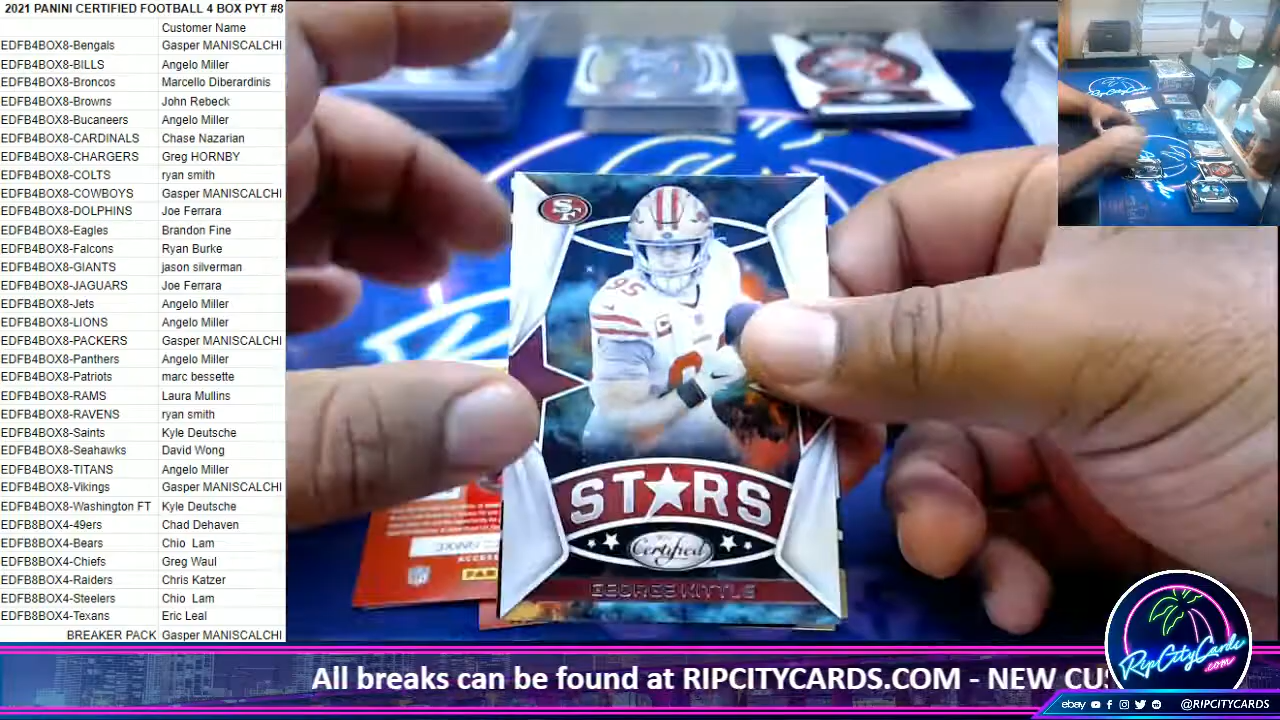 2021 PANINI CERTIFIED FOOTBALL 4 BOX PYT #8
Customer Name
EDFB4BOX8-Bengals Gasper MANISCALCHI
EDFB4BOX8-BILLS Angelo Miller
EDFB4BOX8-Broncos Marcello Diberardinis
EDFB4BOX8-Browns John Rebeck
EDFB4BOX8-Bucaneers Angelo Miller
EDFB4BOX8-CARDINALS Chase Nazarian
EDFB4BOX8-CHARGERS Greg HORNBY
EDFB4BOX8-COLTS ryan smith
EDFB4BOX8-COWBOYS Gasper MANISCALCHI
EDFB4BOX8-DOLPHINS Joe Ferrara
EDFB4BOX8-Eagles Brandon Fine
EDFB4BOX8-Falcons Ryan Burke
EDFB4BOX8-GIANTS jason silverman
EDFB4BOX8-JAGUARS Joe Ferrara
EDFB4BOX8-Jets Angelo Miller
EDFB4BOX8-LIONS Angelo Miller
EDFB4BOX8-PACKERS Gasper MANISCALCHI
EDFB4BOX8-Panthers Angelo Miller
EDFB4BOX8-Patriots marc bessette
EDFB4BOX8-RAMS Laura Mullins
EDFB4BOX8-RAVENS ryan smith
EDFB4BOX8-Saints Kyle Deutsche
EDFB4BOX8-Seahawks David Wong
EDFB4BOX8-TITANS Angelo Miller
EDFB4BOX8-Vikings Gasper MANISCALCHI
EDFB4BOX8-Washington FT Kyle Deutsche
EDFB8BOX4-49ers Chad Dehaven
EDFB8BOX4-Bears Chio Lam
EDFB8BOX4-Chiefs Greg Waul
EDFB8BOX4-Raiders Chris Katzer
EDFB8BOX4-Steelers Chio Lam
EDFB8BOX4-Texans Eric Leal
BREAKER PACK Gasper MANISCALCHI
SF
85
STARS
Certified
GEORGE KITTLE
RipCityCards
.com
All breaks can be found at RIPCITYCARDS.COM - NEW CUS
ebay @RIPCITYCARDS